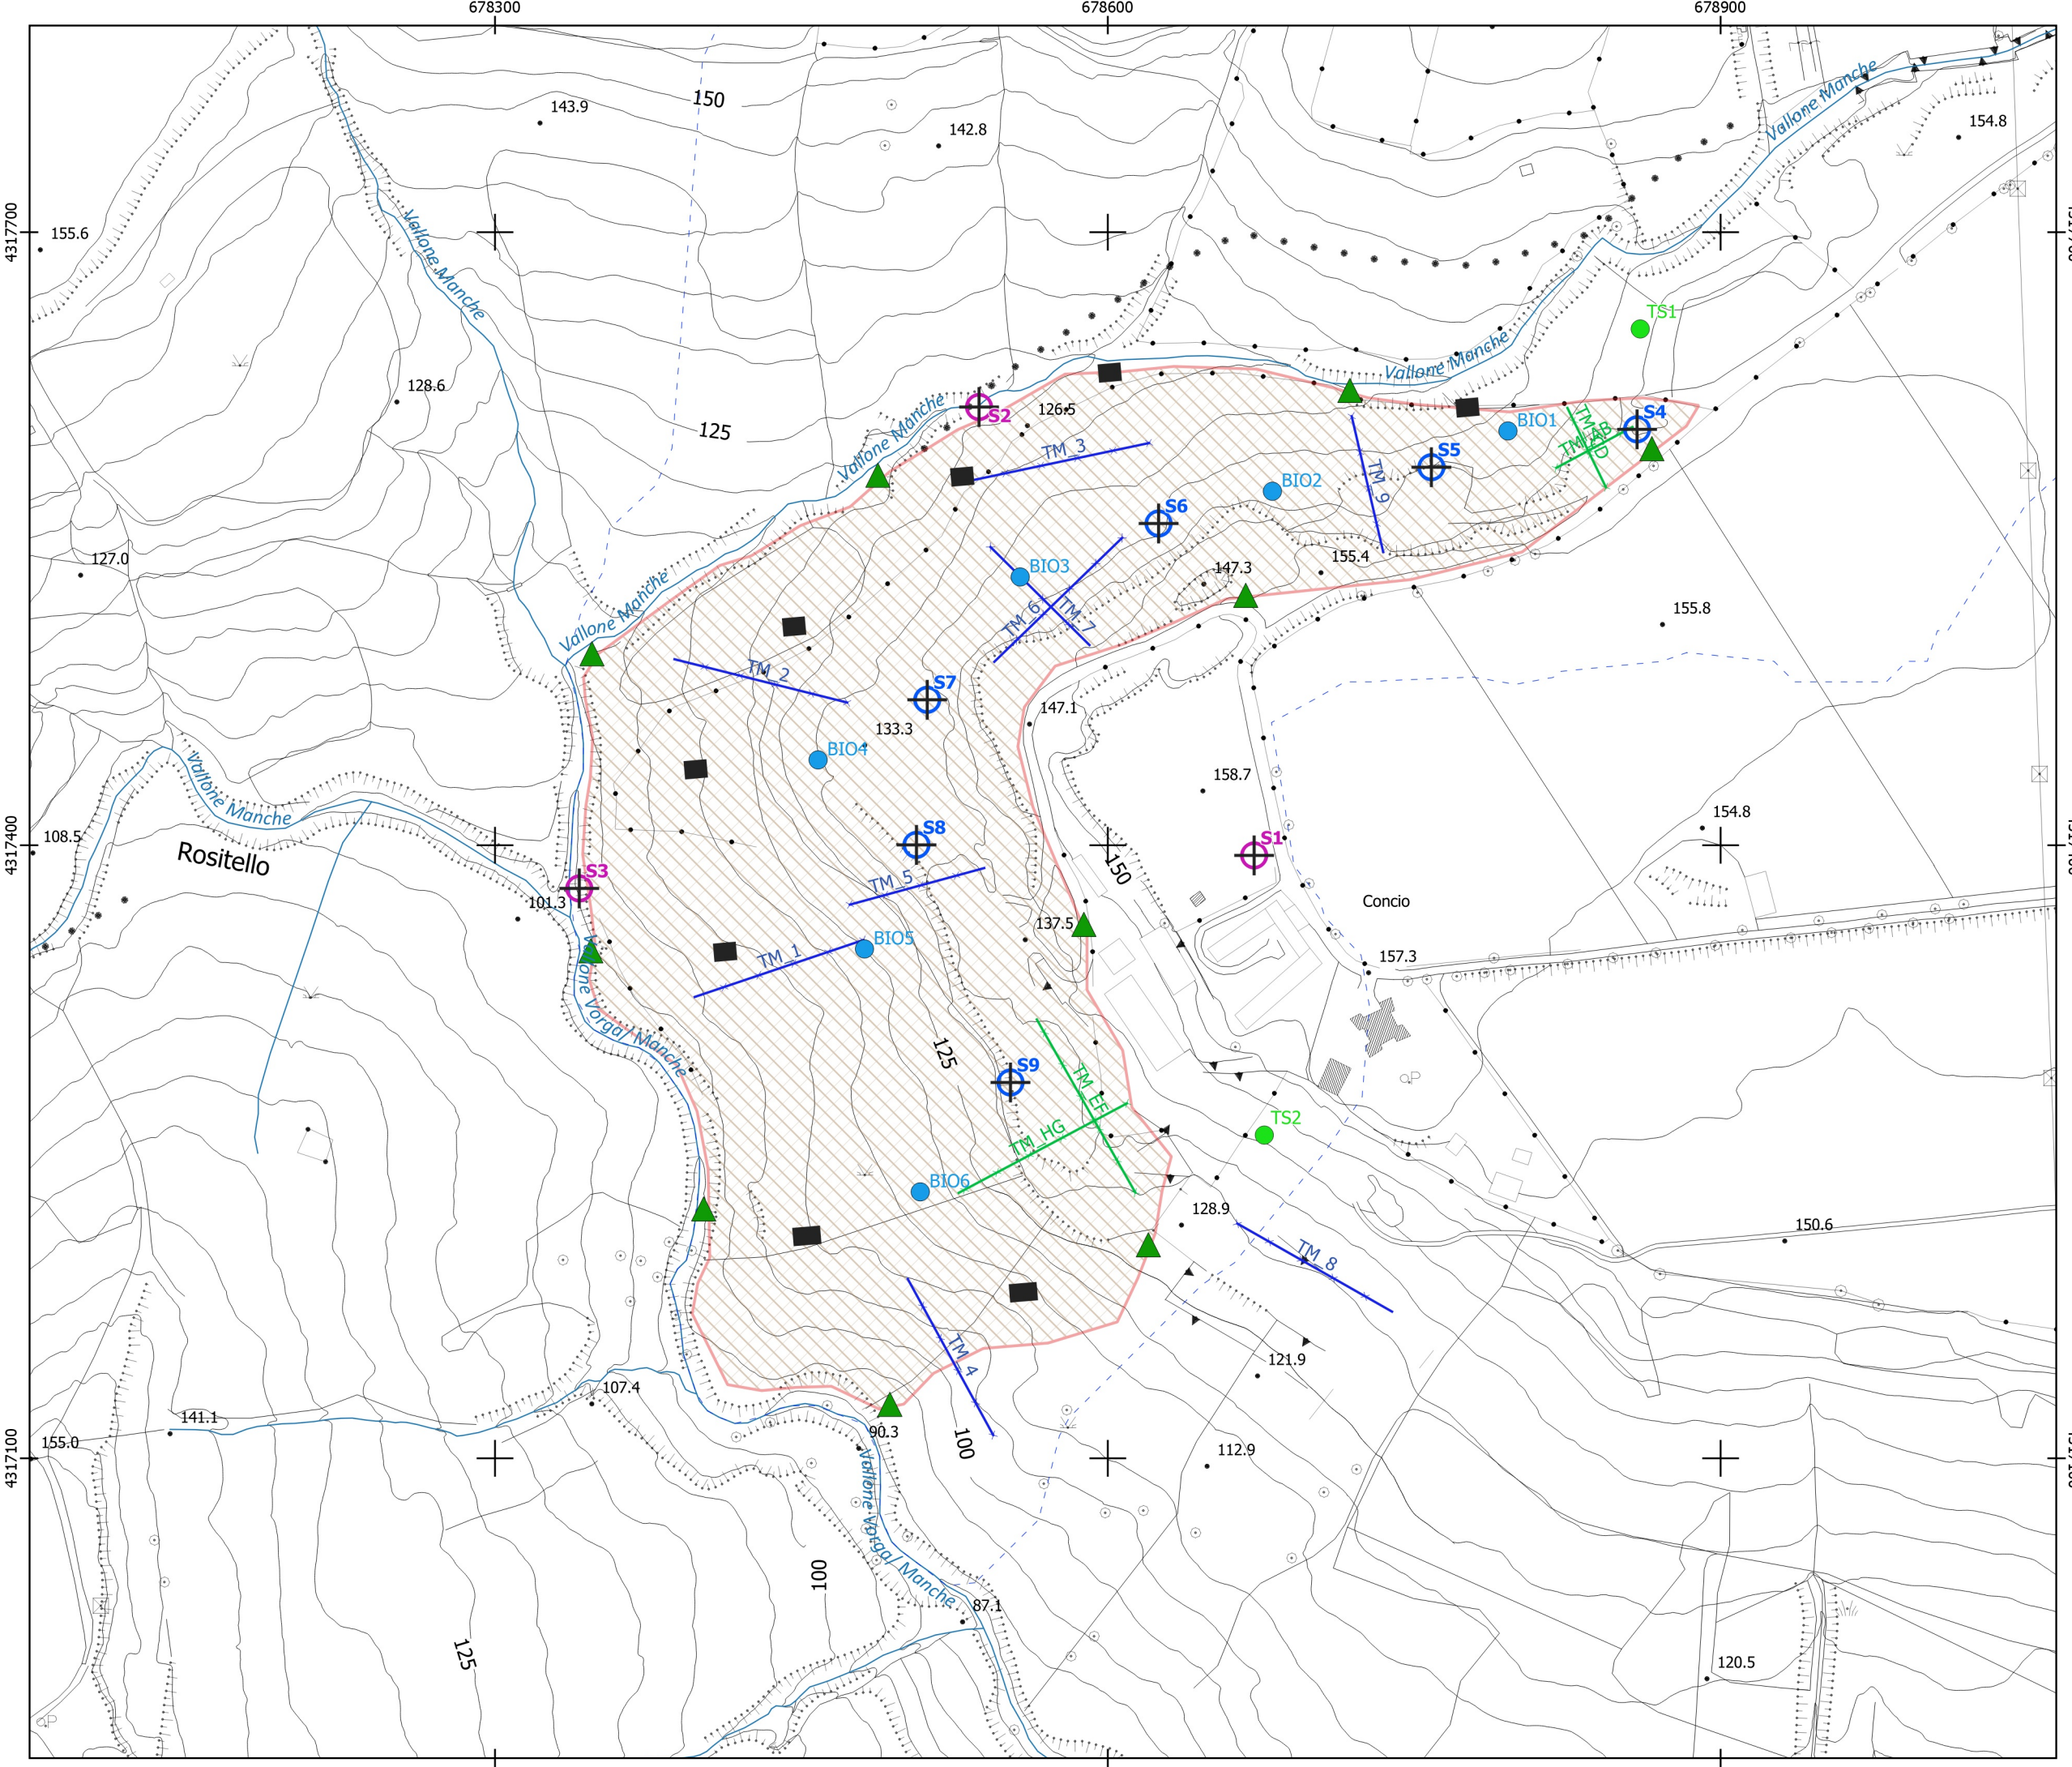 678300
678600
678900
4317700
4317400
4317100
150
143.9
142.8
Vallone Manche
154.8
155.6
Vallone Manche
TS1
Vallone Manche
128.6
126.5
S2
Vallone Manche
125
TM_3
BIO1
S4
TM_AB
S5
TM_9
BIO2
S6
127.0
155.4
147.3
BIO3
TM_6
TM_7
Vallone Manche
155.8
TM_2
S7
147.1
133.3
BIO4
158.7
Vallone Manche
154.8
108.5
Rositello
S8
S1
150
TM_5
S3
101.3
Concio
137.5
BIO5
TM_1
157.3
Vallone Vorga/ Manche
125
S9
TM_EF
TM_HG
TS2
BIO6
128.9
150.6
TM_8
TM_4
121.9
107.4
141.1
155.0
90.3
100
112.9
Vallone Vorga/ Manche
100
87.1
125
120.5